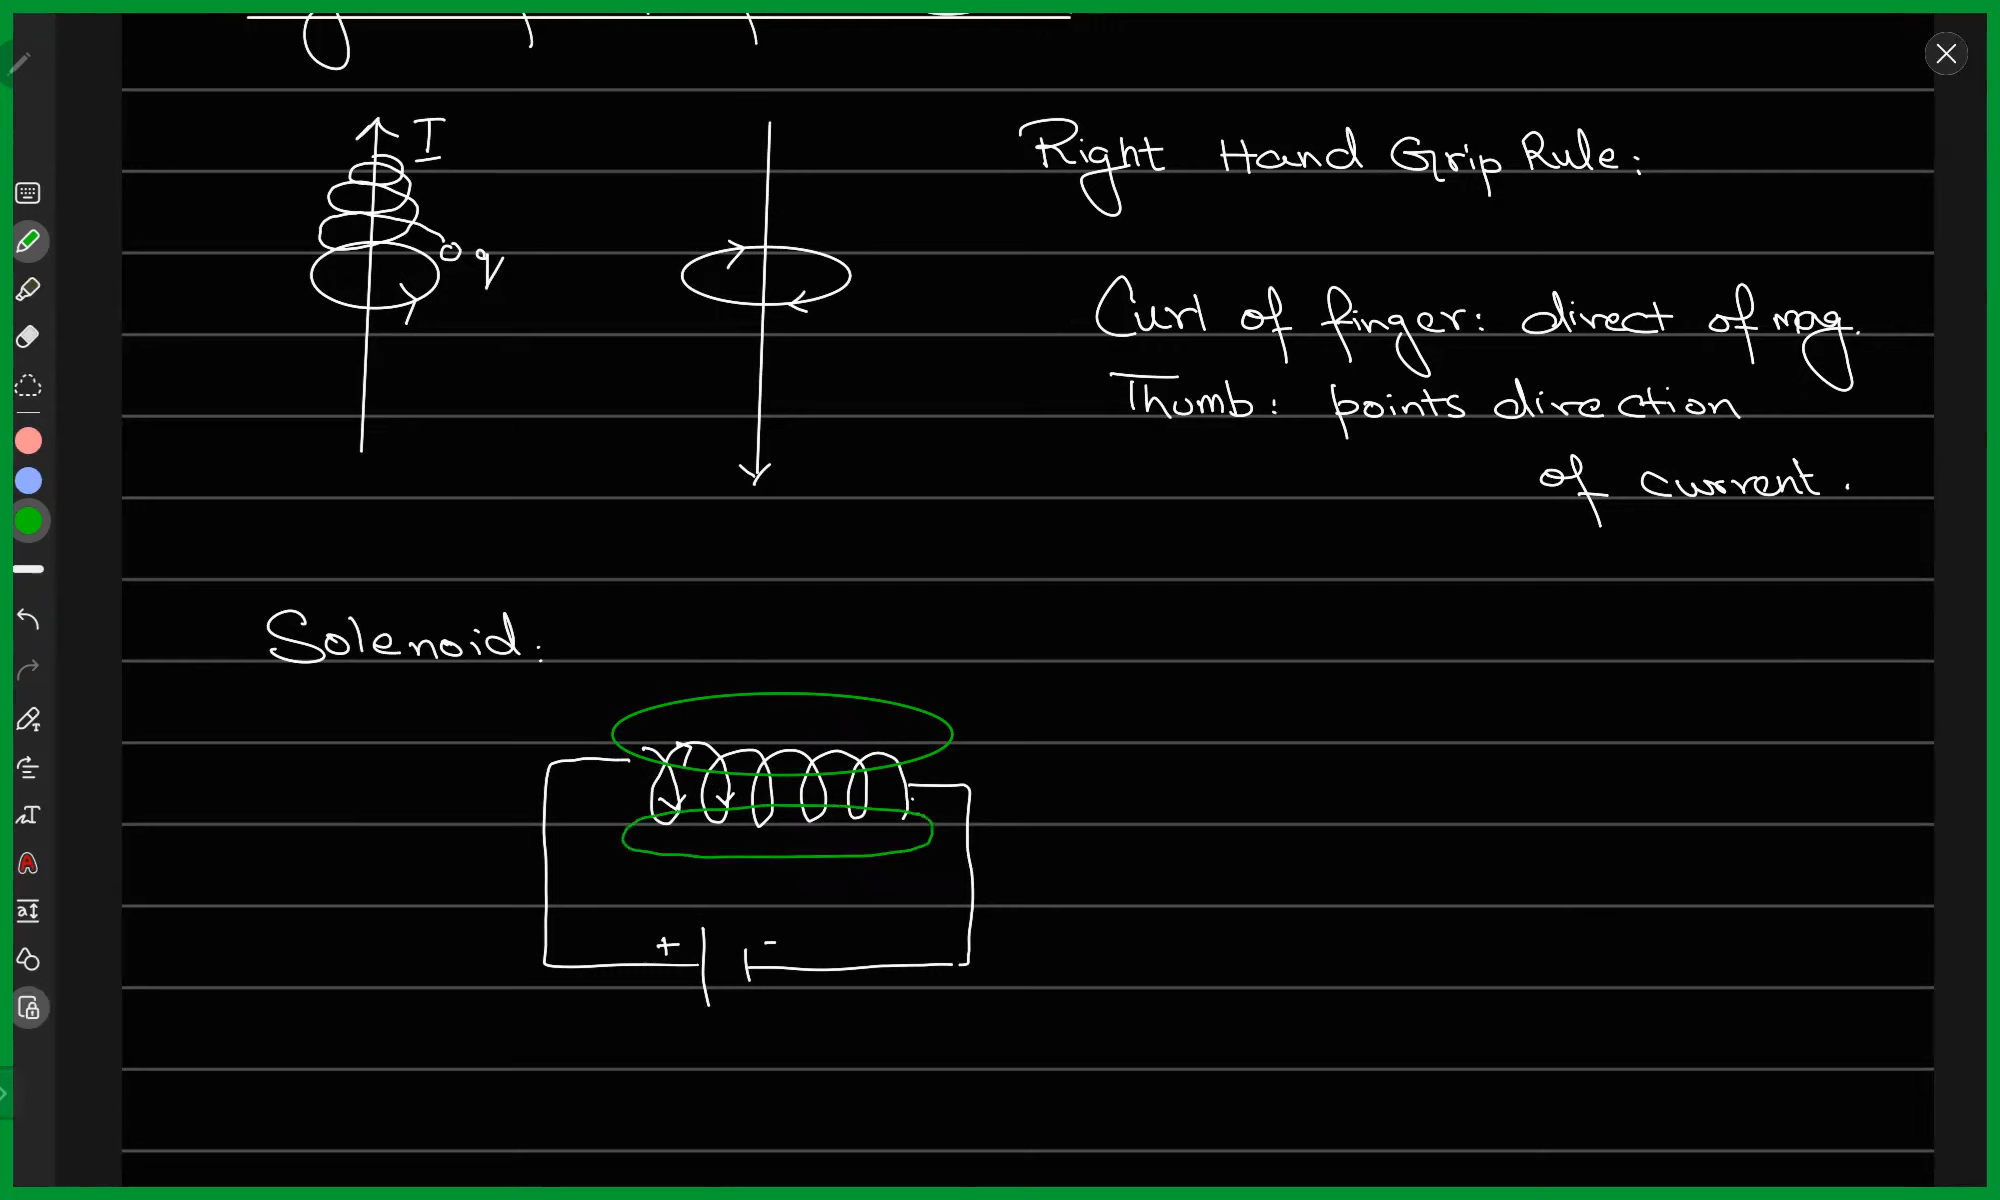 I
q
Right Hand Grip Rule:
Curl of finger: direct of mag.
Thumb: points direction
of current.
Solenoid:
+ -